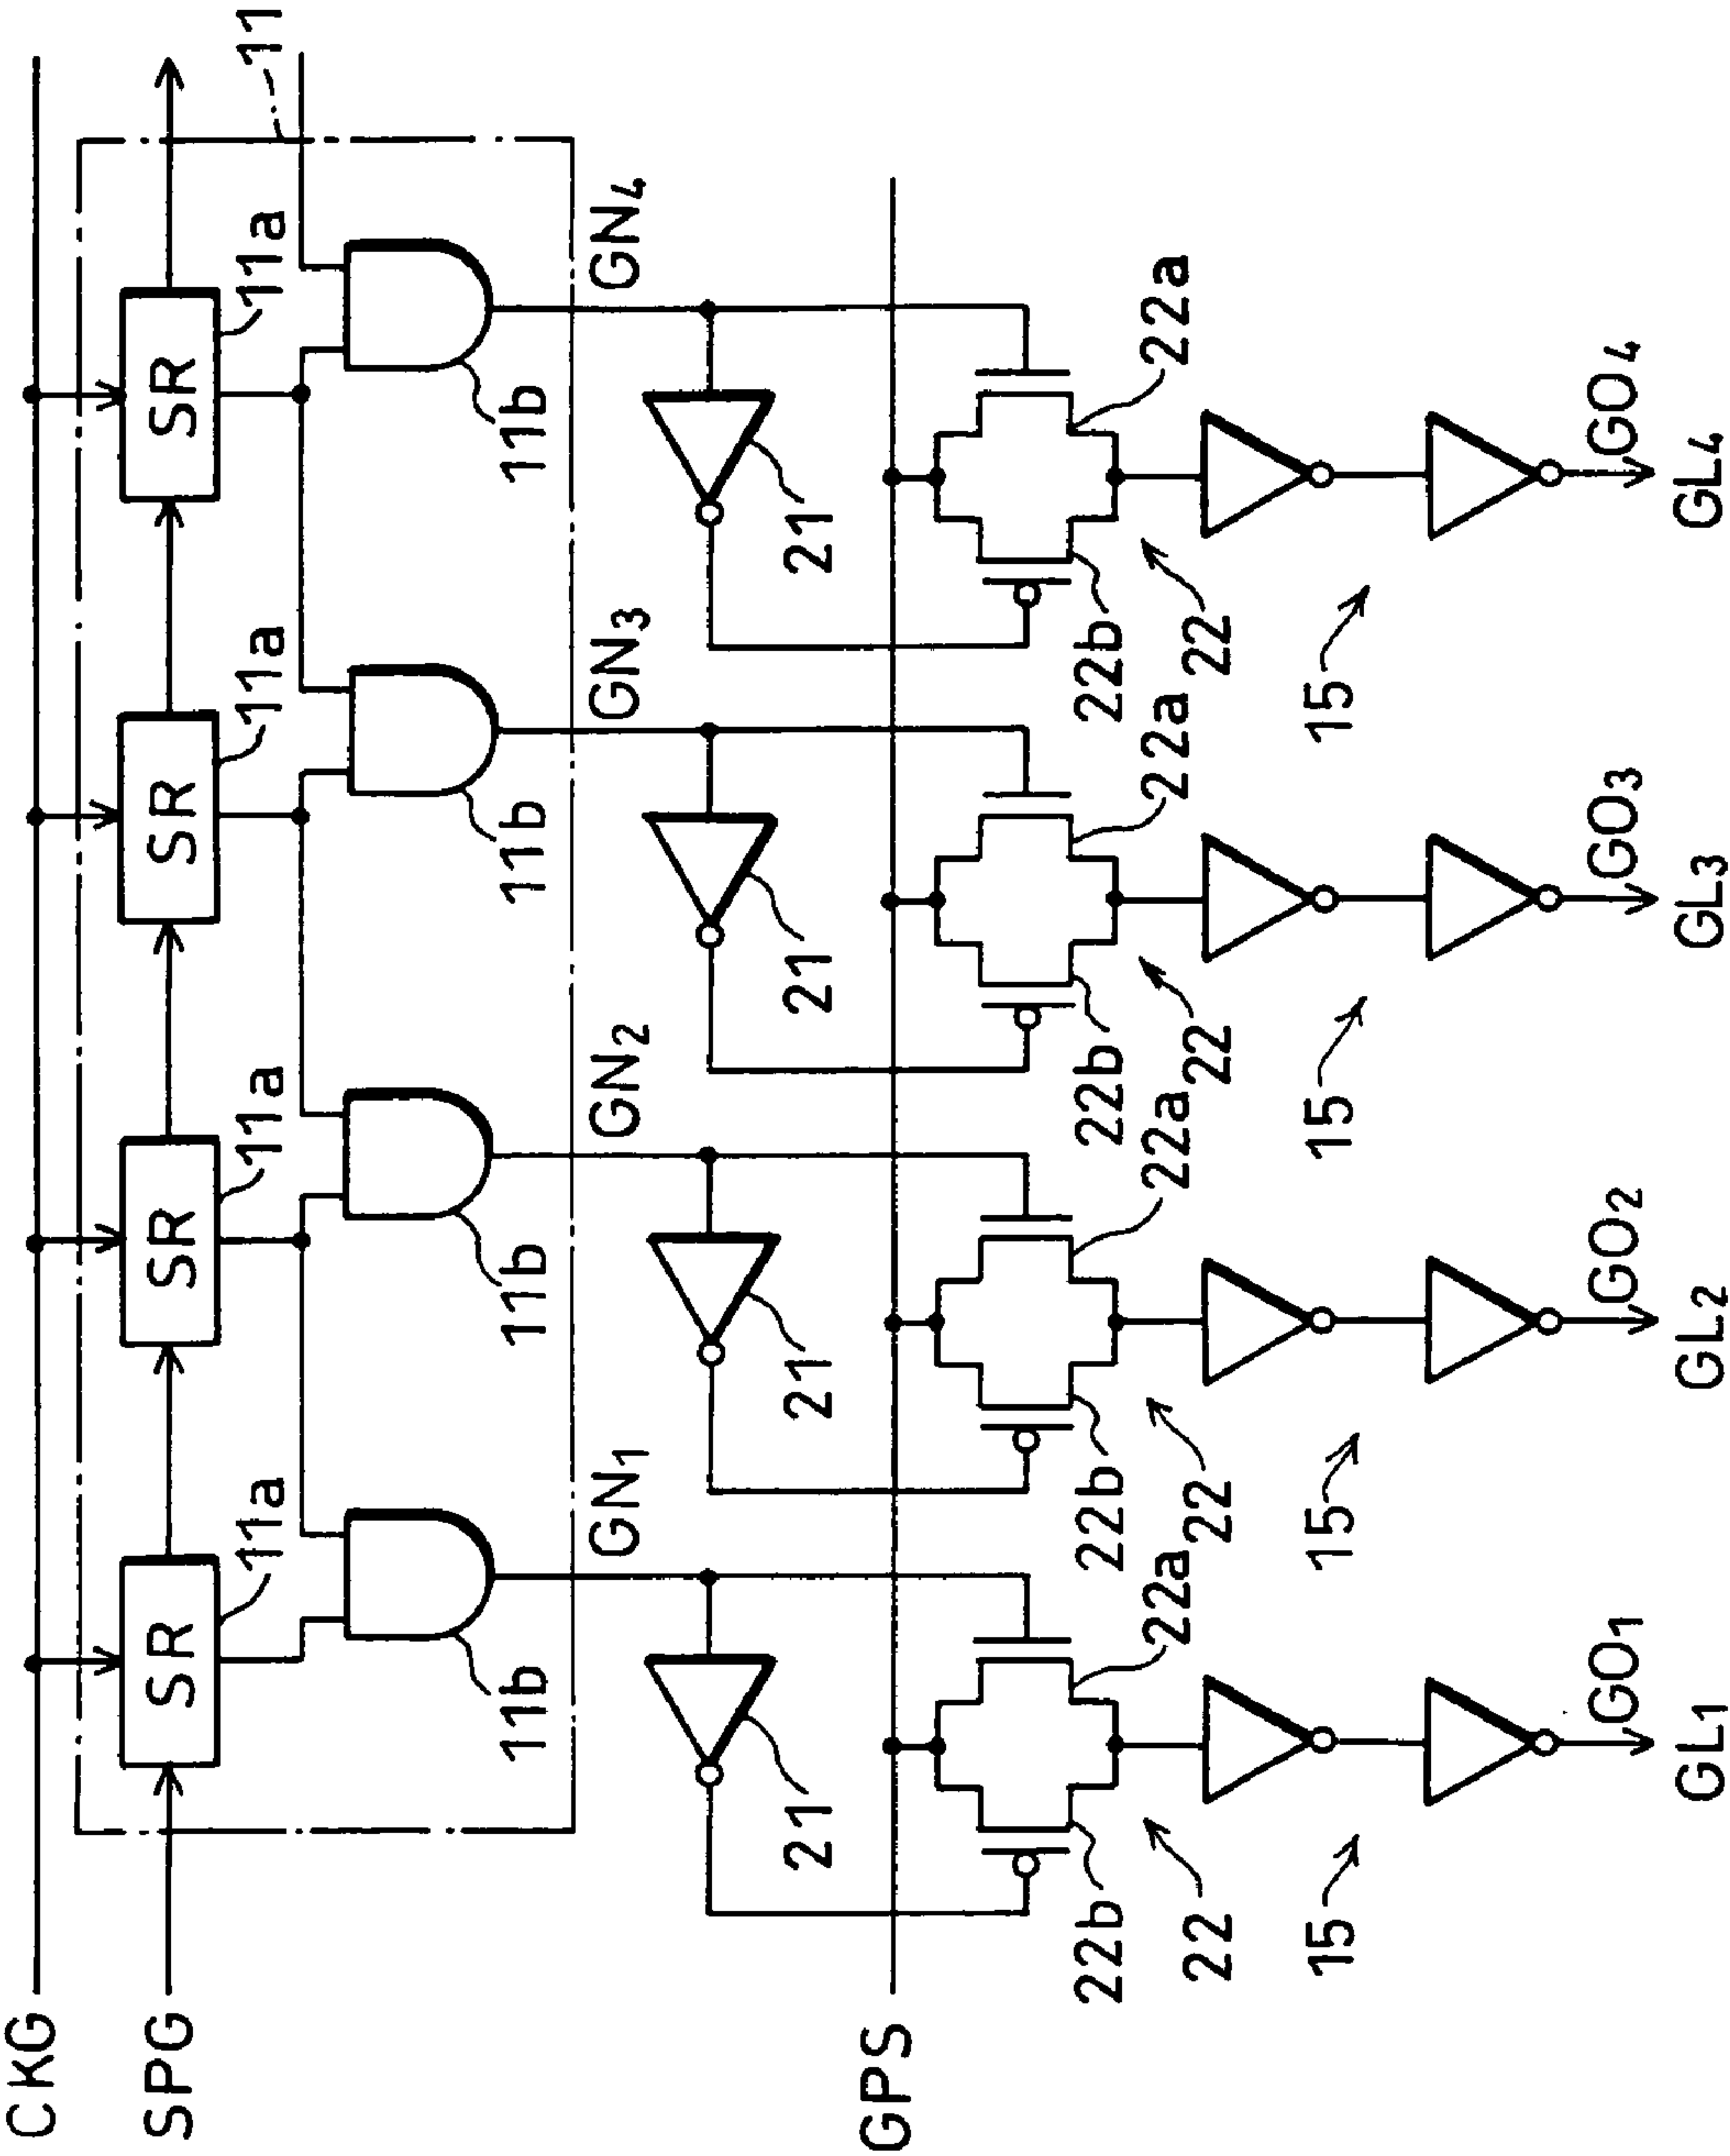 CKG
SPG
11
SR SR SR SR
11a 11a 11a 11a
11b 11b 11b 11b
GN1 GN2 GN3 GN4
21 21 21 21
GPS
22b 22a 22b 22a 22b 22a 22b 22a
22 22 22 22
15 15 15 15
GO1 GO2 GO3 GO4
GL1 GL2 GL3 GL4